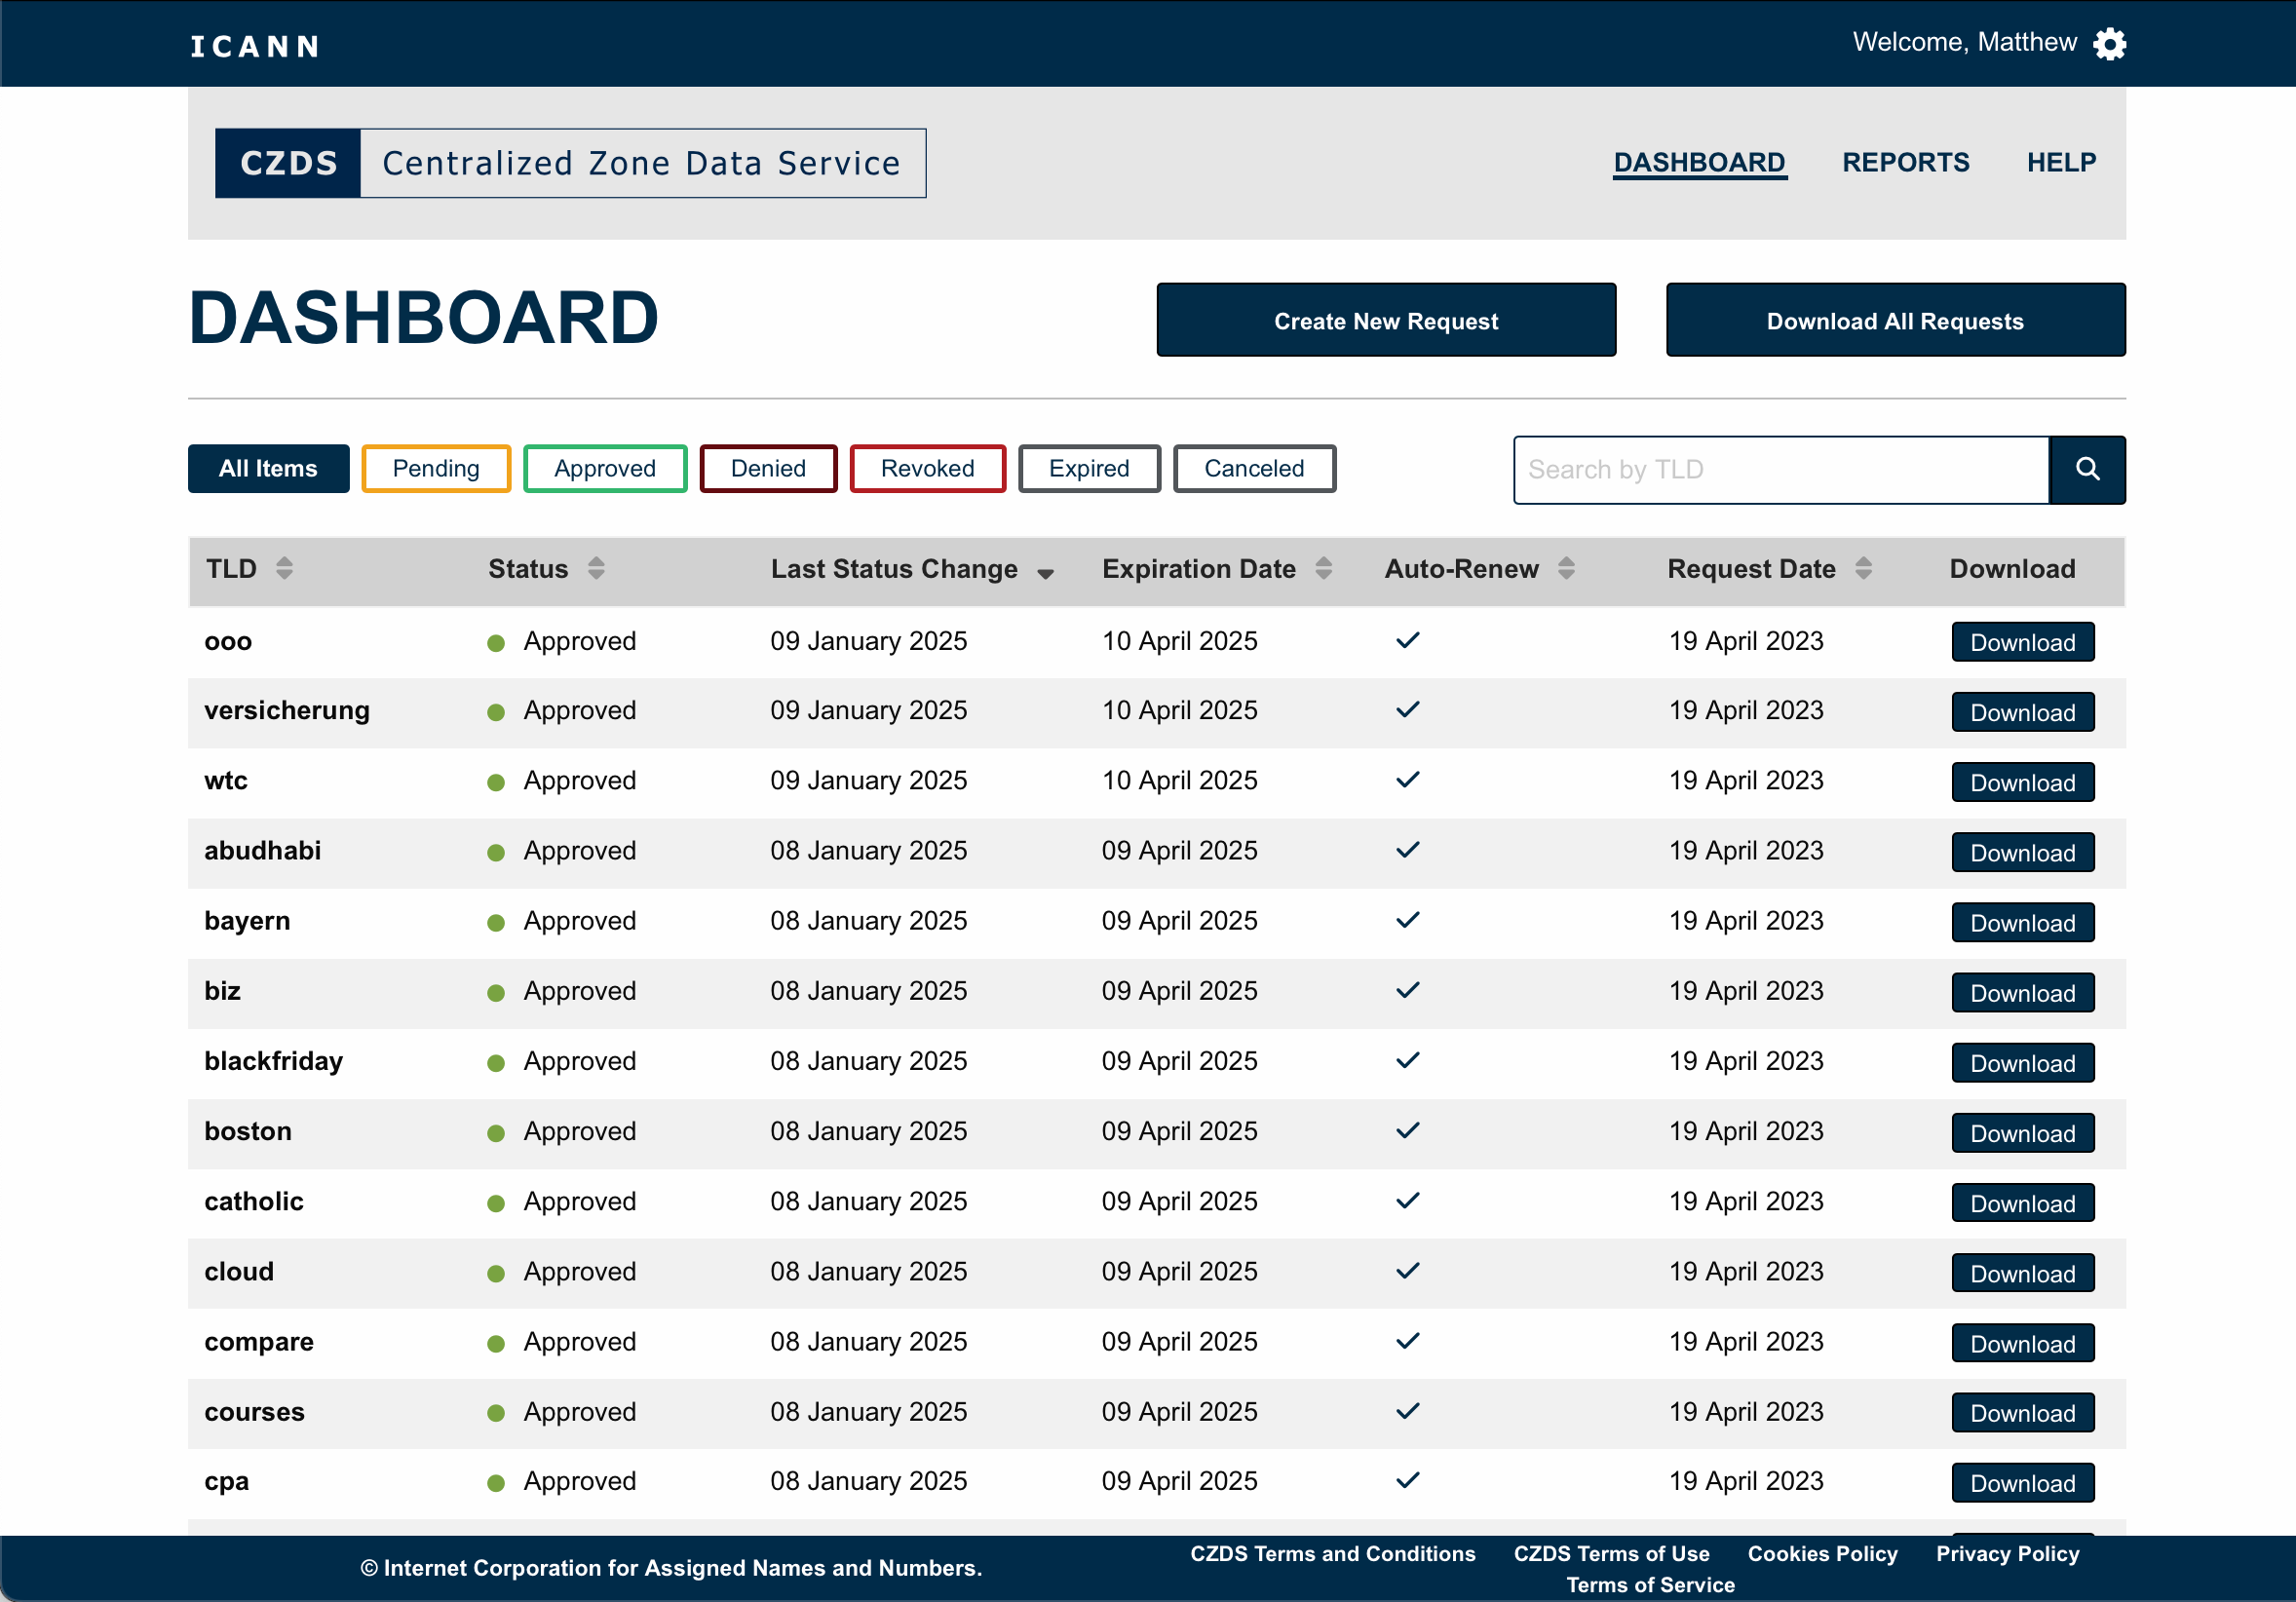 ICANN
Welcome, Matthew
CZDS Centralized Zone Data Service
DASHBOARD REPORTS HELP
DASHBOARD
Create New Request Download All Requests
All Items Pending Approved Denied Revoked Expired Canceled Search by TLD
TLD Status Last Status Change Expiration Date Auto-Renew Request Date Download
ooo Approved 09 January 2025 10 April 2025 19 April 2023 Download
versicherung Approved 09 January 2025 10 April 2025 19 April 2023 Download
wtc Approved 09 January 2025 10 April 2025 19 April 2023 Download
abudhabi Approved 08 January 2025 09 April 2025 19 April 2023 Download
bayern Approved 08 January 2025 09 April 2025 19 April 2023 Download
biz Approved 08 January 2025 09 April 2025 19 April 2023 Download
blackfriday Approved 08 January 2025 09 April 2025 19 April 2023 Download
boston Approved 08 January 2025 09 April 2025 19 April 2023 Download
catholic Approved 08 January 2025 09 April 2025 19 April 2023 Download
cloud Approved 08 January 2025 09 April 2025 19 April 2023 Download
compare Approved 08 January 2025 09 April 2025 19 April 2023 Download
courses Approved 08 January 2025 09 April 2025 19 April 2023 Download
cpa Approved 08 January 2025 09 April 2025 19 April 2023 Download
© Internet Corporation for Assigned Names and Numbers.
CZDS Terms and Conditions CZDS Terms of Use Cookies Policy Privacy Policy
Terms of Service